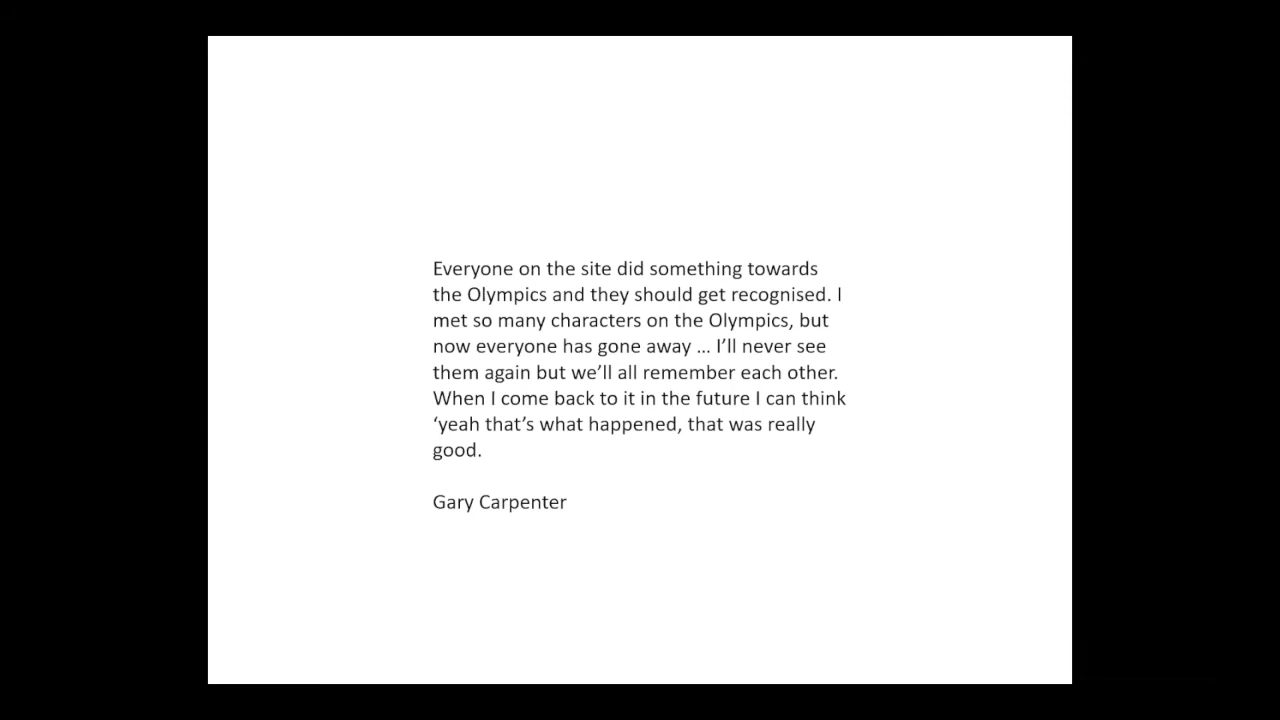 Everyone on the site did something towards
the Olympics and they should get recognised. I
met so many characters on the Olympics, but
now everyone has gone away … I’ll never see
them again but we’ll all remember each other.
When I come back to it in the future I can think
‘yeah that’s what happened, that was really
good.
Gary Carpenter